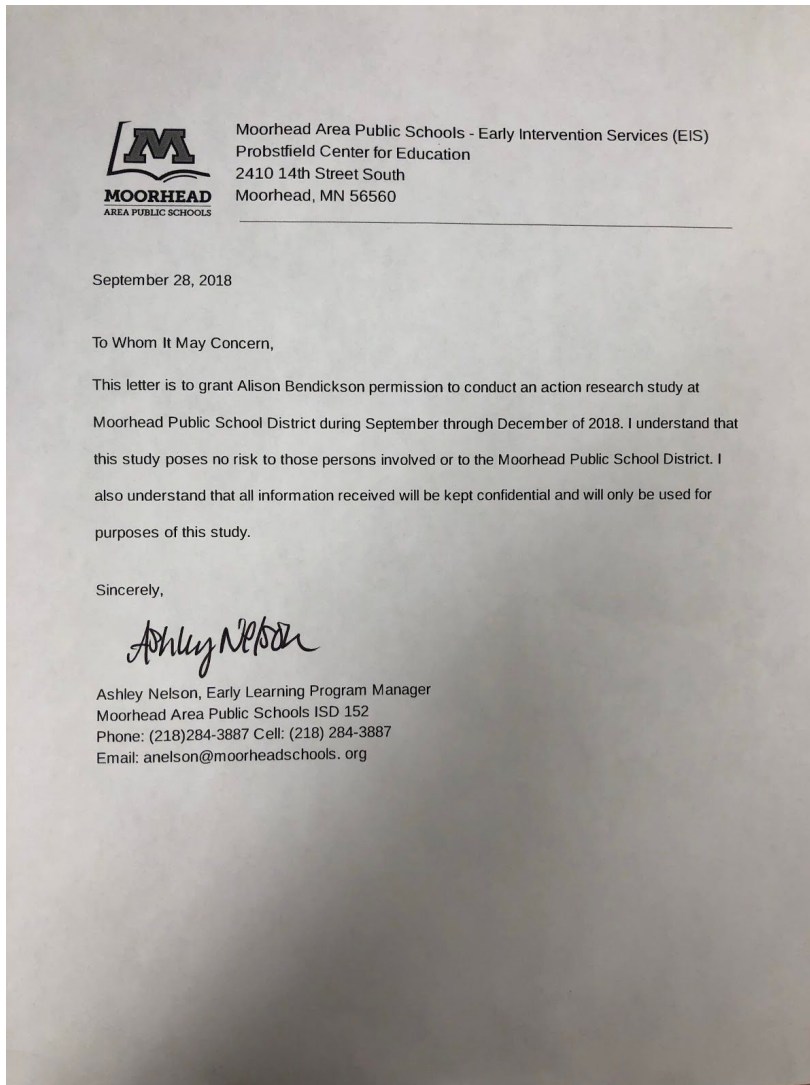 Moorhead Area Public Schools - Early Intervention Services (EIS)
Probstfield Center for Education
2410 14th Street South
Moorhead, MN 56560
M
MOORHEAD
AREA PUBLIC SCHOOLS
September 28, 2018
To Whom It May Concern,
This letter is to grant Alison Bendickson permission to conduct an action research study at
Moorhead Public School District during September through December of 2018. I understand that
this study poses no risk to those persons involved or to the Moorhead Public School District. I
also understand that all information received will be kept confidential and will only be used for
purposes of this study.
Sincerely,
Ashley Nelson
Ashley Nelson, Early Learning Program Manager
Moorhead Area Public Schools ISD 152
Phone: (218)284-3887 Cell: (218) 284-3887
Email: anelson@moorheadschools. org